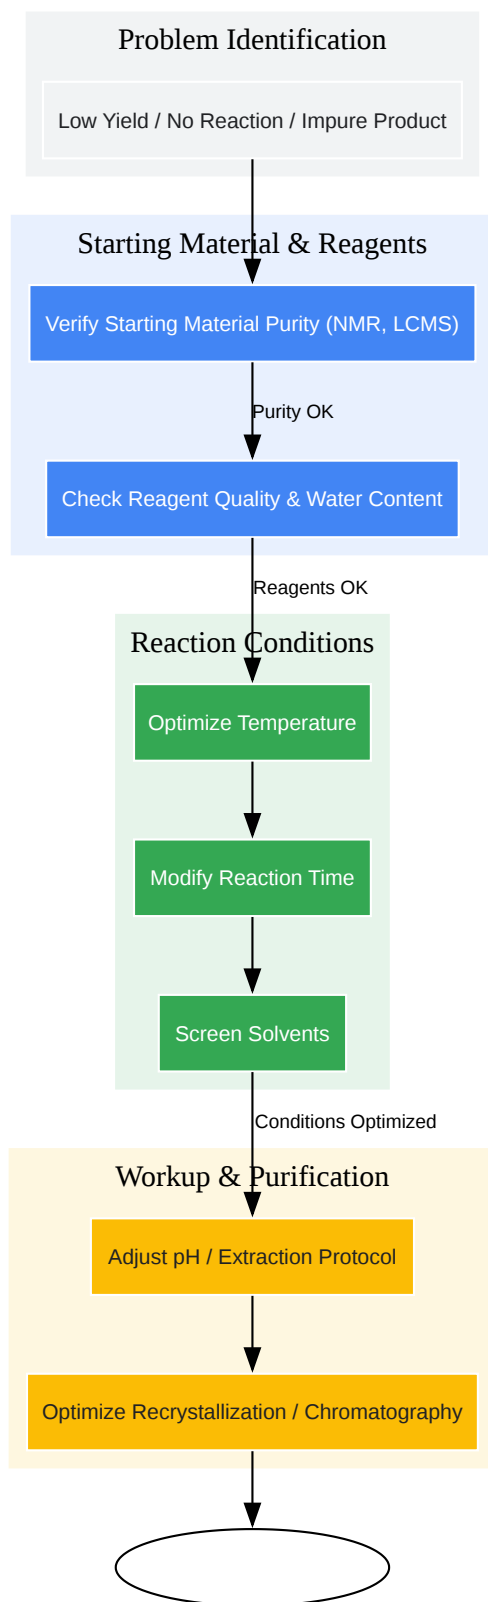 Problem Identification
Low Yield / No Reaction / Impure Product
Starting Material & Reagents
Verify Starting Material Purity (NMR, LCMS)
Purity OK
Check Reagent Quality & Water Content
Reagents OK
Reaction Conditions
Optimize Temperature
Modify Reaction Time
Screen Solvents
Conditions Optimized
Workup & Purification
Adjust pH / Extraction Protocol
Optimize Recrystallization / Chromatography